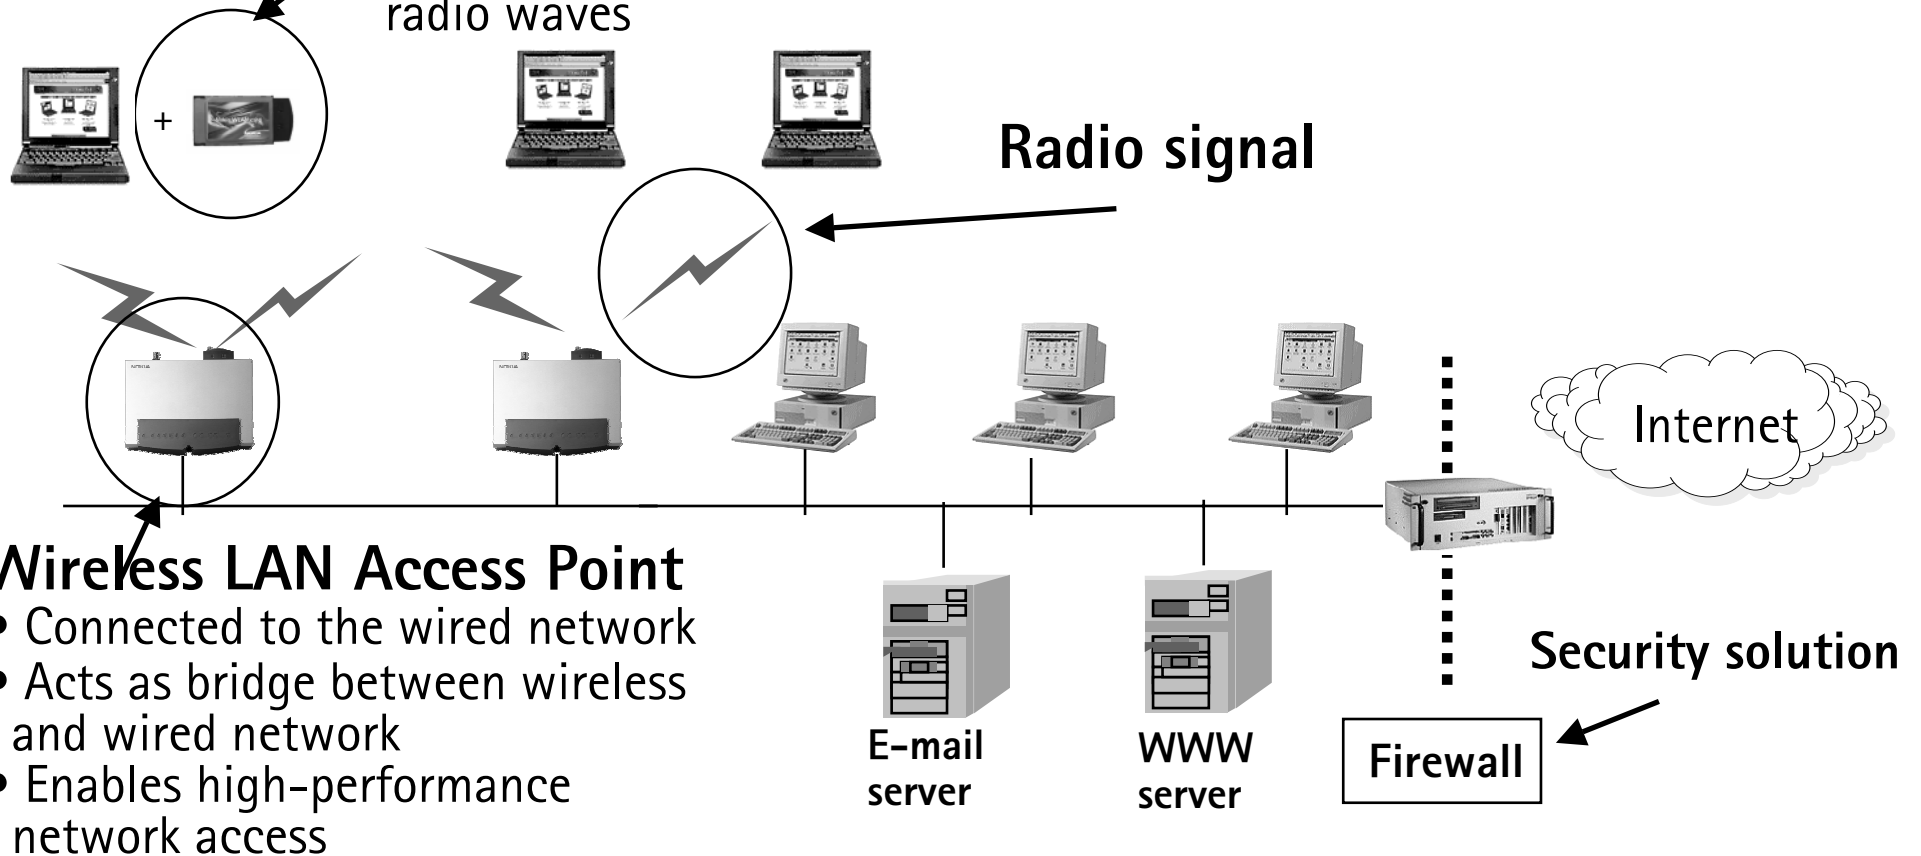 radio waves
+
Radio signal
Internet
Wireless LAN Access Point
• Connected to the wired network
• Acts as bridge between wireless
and wired network
• Enables high-performance
network access
E-mail
server
WWW
server
Security solution
Firewall